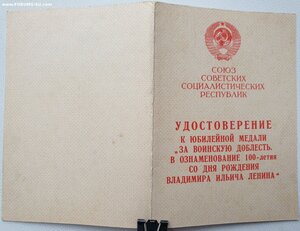 СОЮЗ
СОВЕТСКИХ
СОЦИАЛИСТИЧЕСКИХ
РЕСПУБЛИК
УДОСТОВЕРЕНИЕ
К ЮБИЛЕЙНОЙ МЕДАЛИ
„ЗА ВОИНСКУЮ ДОБЛЕСТЬ.
В ОЗНАМЕНОВАНИЕ 100-летия
СО ДНЯ РОЖДЕНИЯ
ВЛАДИМИРА ИЛЬИЧА ЛЕНИНА“